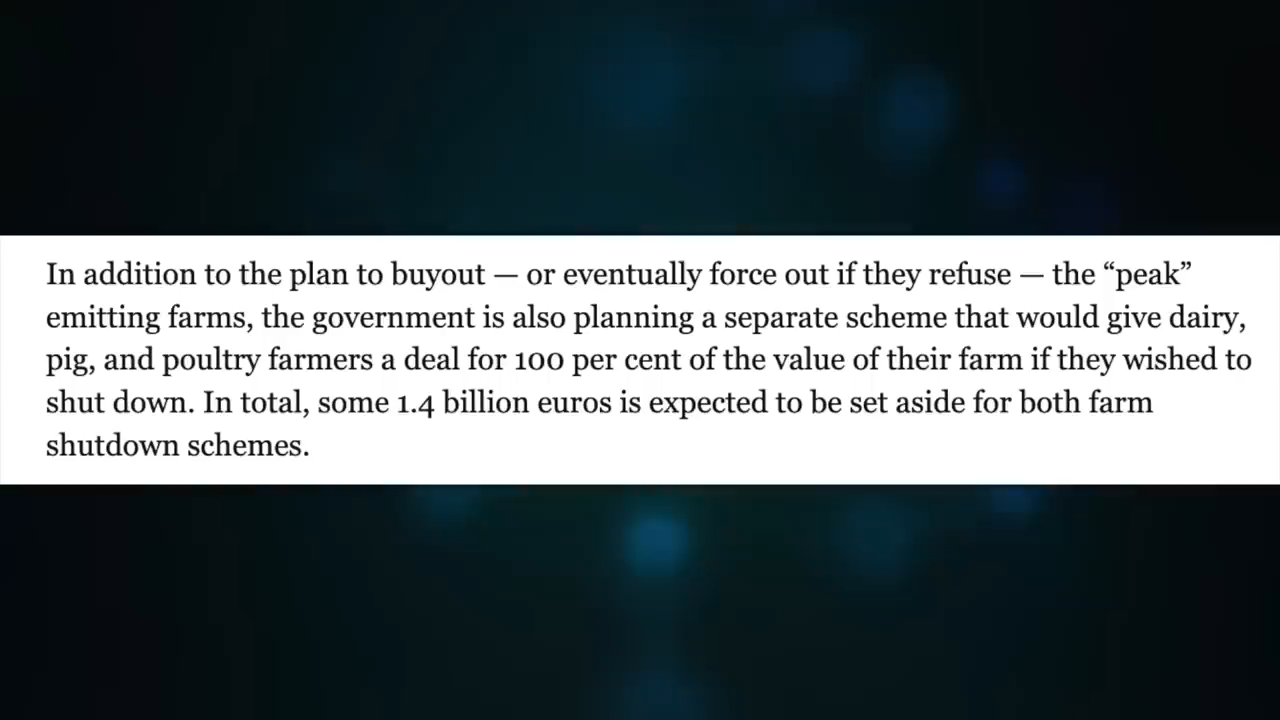 In addition to the plan to buyout — or eventually force out if they refuse — the “peak”
emitting farms, the government is also planning a separate scheme that would give dairy,
pig, and poultry farmers a deal for 100 per cent of the value of their farm if they wished to
shut down. In total, some 1.4 billion euros is expected to be set aside for both farm
shutdown schemes.